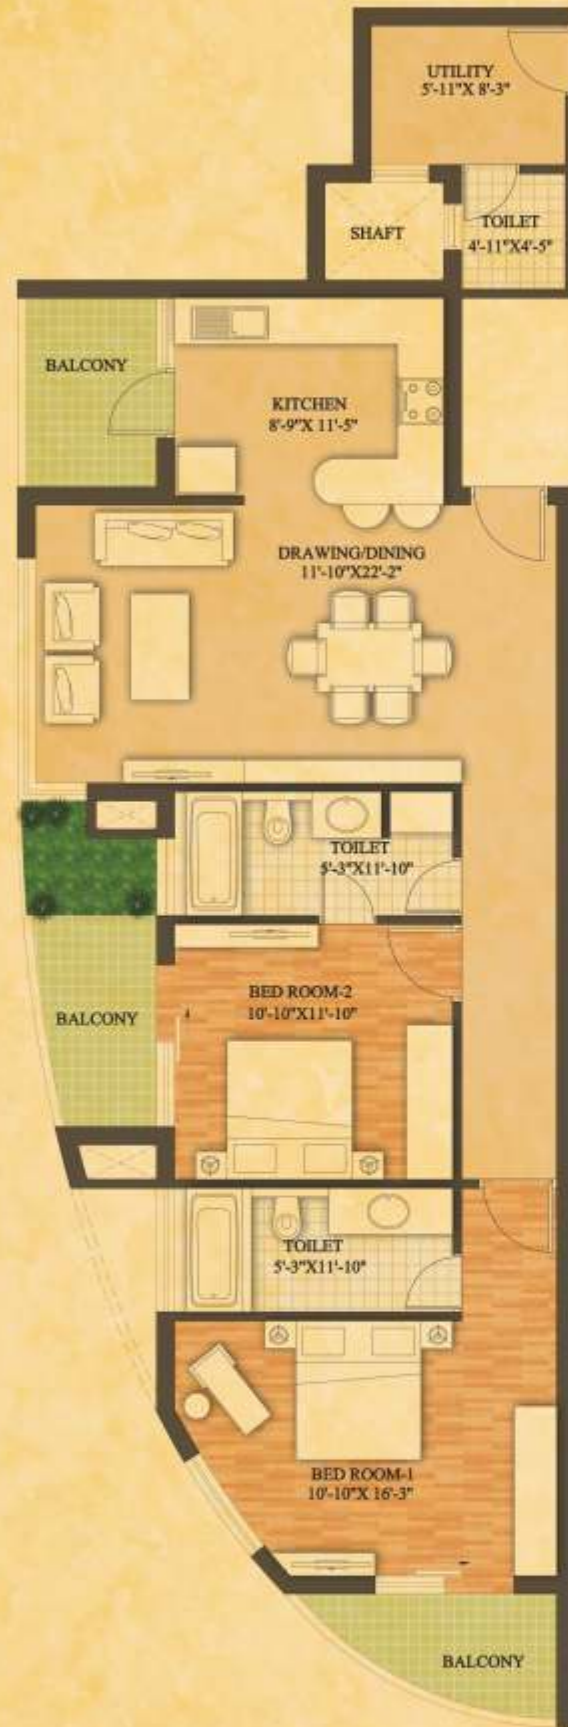 UTILITY
5'-11"X 8'-3"
SHAFT
TOILET
4'-11"X4'-5"
BALCONY
KITCHEN
8'-9"X 11'-5"
DRAWING/DINING
11'-10"X22'-2"
TOILET
5'-3"X11'-10"
BED ROOM-2
10'-10"X11'-10"
BALCONY
TOILET
5'-3"X11'-10"
BED ROOM-1
10'-10"X 16'-3"
BALCONY